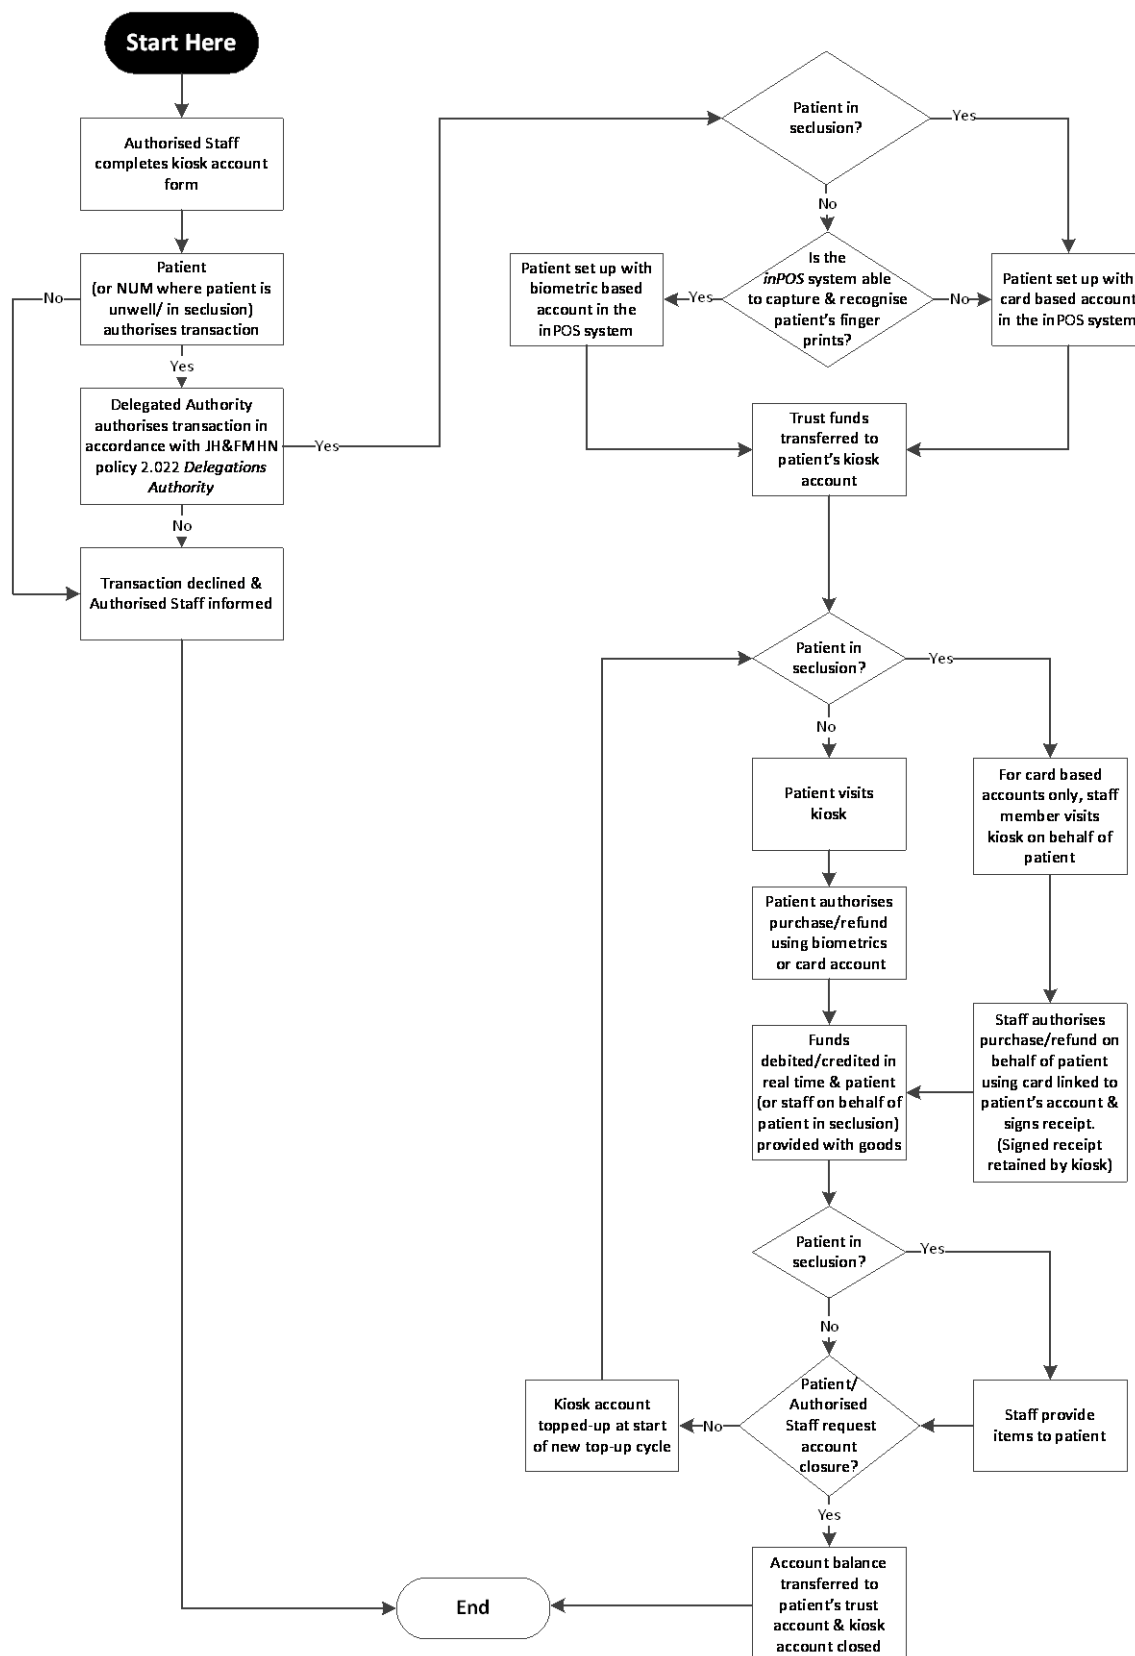 Start Here
Authorised Staff
completes kiosk account
form
Patient
(or NUM where patient is
unwell/ in seclusion)
authorises transaction
No
Yes
Delegated Authority
authorises transaction in
accordance with JH&FMHN
policy 2.022 Delegations
Authority
Yes
No
Transaction declined &
Authorised Staff informed
Patient in
seclusion?
Yes
No
Is the
inPOS system able
to capture & recognise
patient's finger
prints?
Yes
No
Patient set up with
biometric based
account in the
inPOS system
Patient set up with
card based account
in the inPOS system
Trust funds
transferred to
patient's kiosk
account
Patient in
seclusion?
Yes
No
Patient visits
kiosk
For card based
accounts only, staff
member visits
kiosk on behalf of
patient
Patient authorises
purchase/refund
using biometrics
or card account
Staff authorises
purchase/refund on
behalf of patient
using card linked to
patient's account &
signs receipt.
(Signed receipt
retained by kiosk)
Funds
debited/credited in
real time & patient
(or staff on behalf of
patient in seclusion)
provided with goods
Patient in
seclusion?
Yes
No
Staff provide
items to patient
Patient/
Authorised
Staff request
account
closure?
No
Kiosk account
topped-up at start
of new top-up cycle
Yes
Account balance
transferred to
patient's trust
account & kiosk
account closed
End